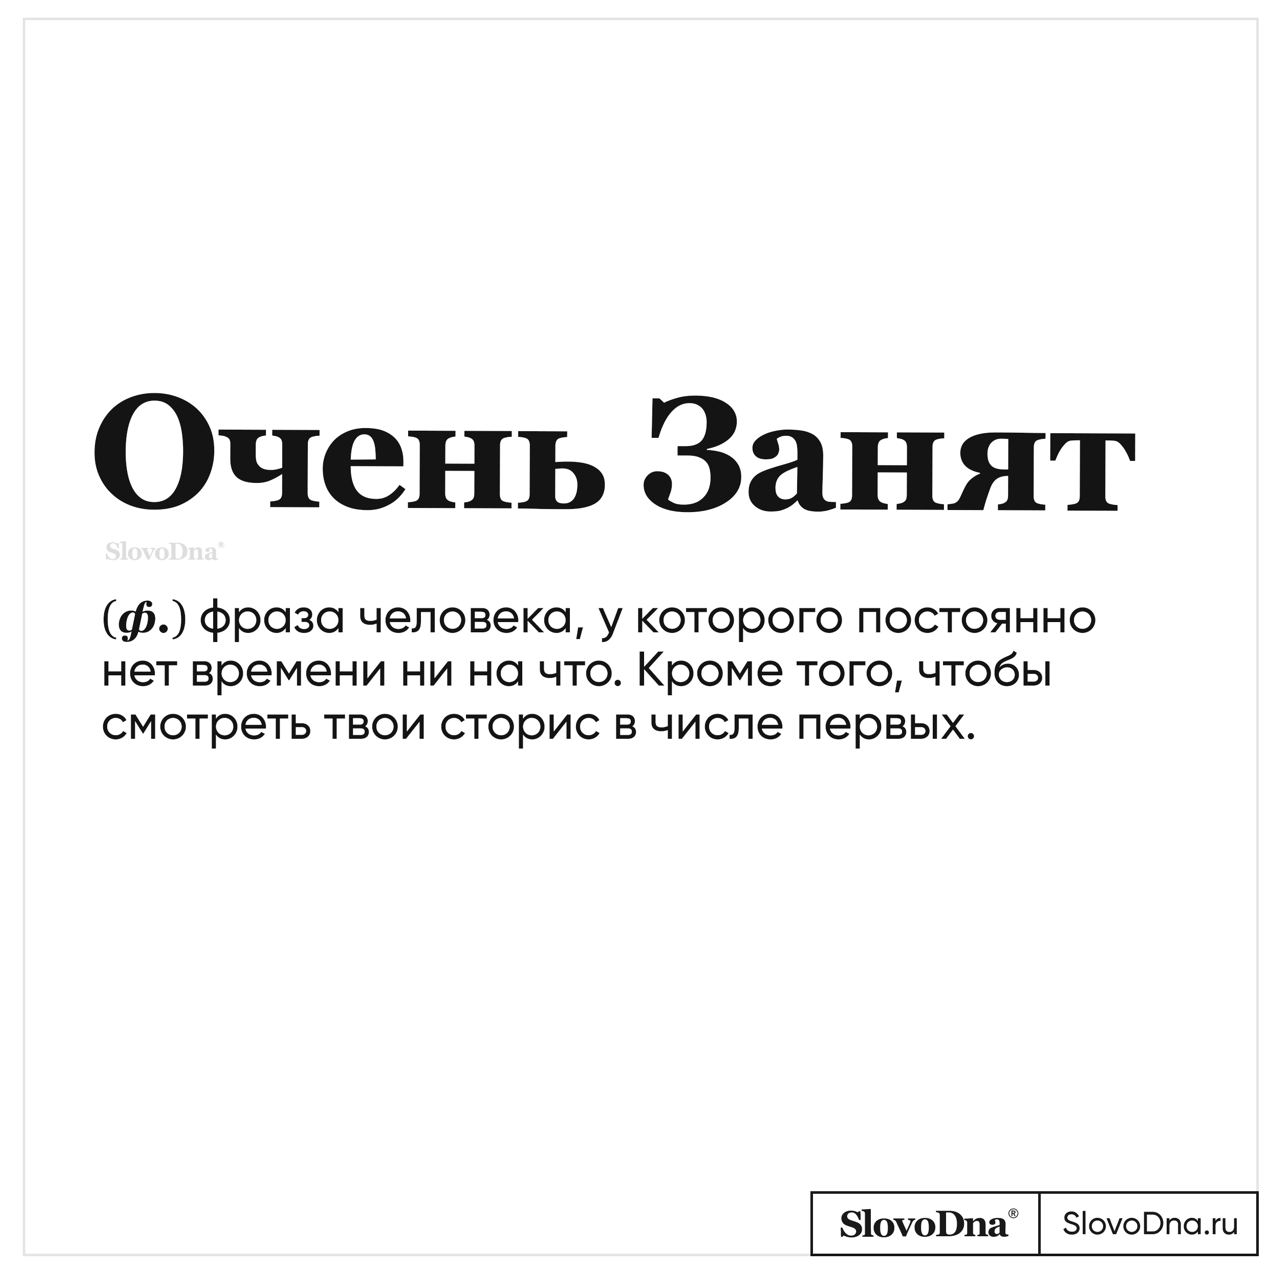 Очень Занят
SlovoDna®
(ф.) фраза человека, у которого постоянно
нет времени ни на что. Кроме того, чтобы
смотреть твои сторис в числе первых.
SlovoDna®
SlovoDna.ru